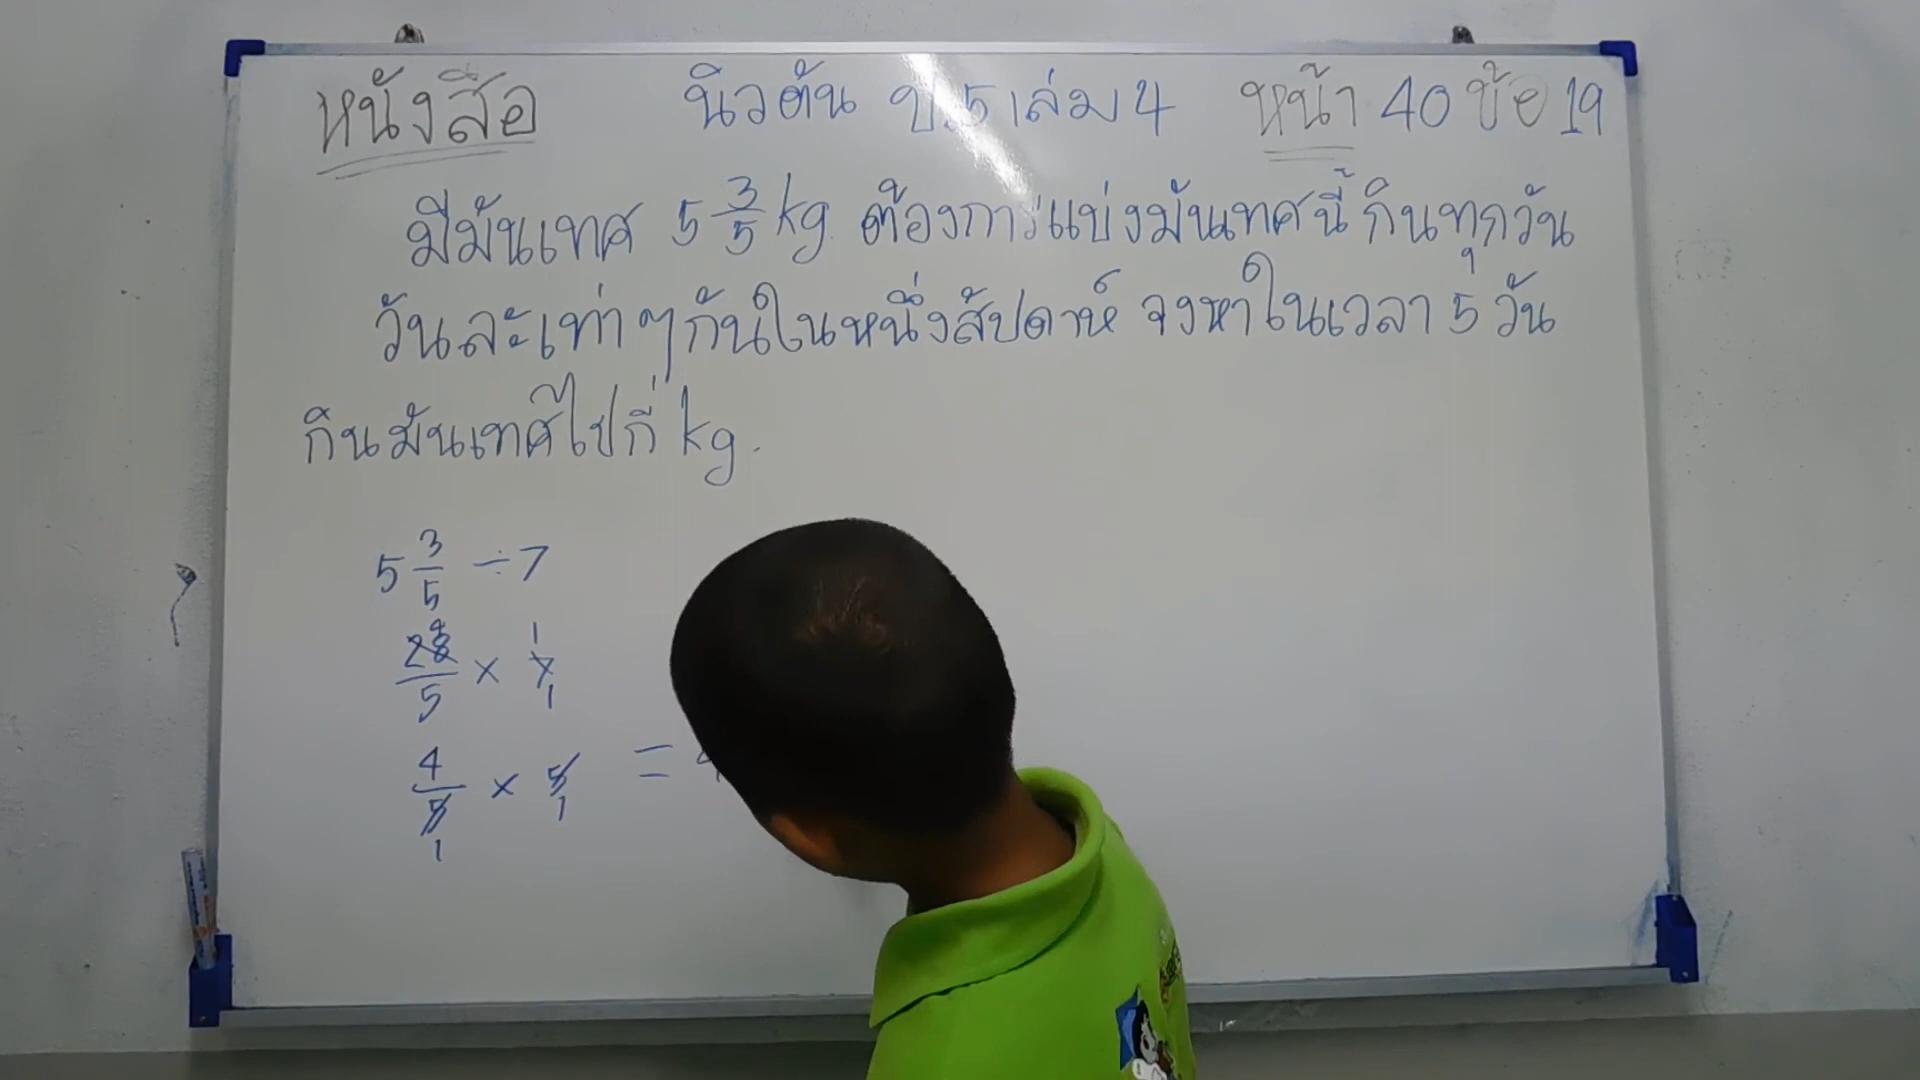 หนังสือ นิวตัน ป.5 เล่ม 4 หน้า 40 ข้อ 19
มีมันเทศ 5 3/5 kg ต้องการแบ่งมันเทศนี้ กินทุกวัน
วันละเท่าๆกันในหนึ่งสัปดาห์ จงหาในเวลา 5 วัน
กินมันเทศไปกี่ kg.
5 3/5 ÷ 7
28/5 × 1/7
4/5 × 5 = 4